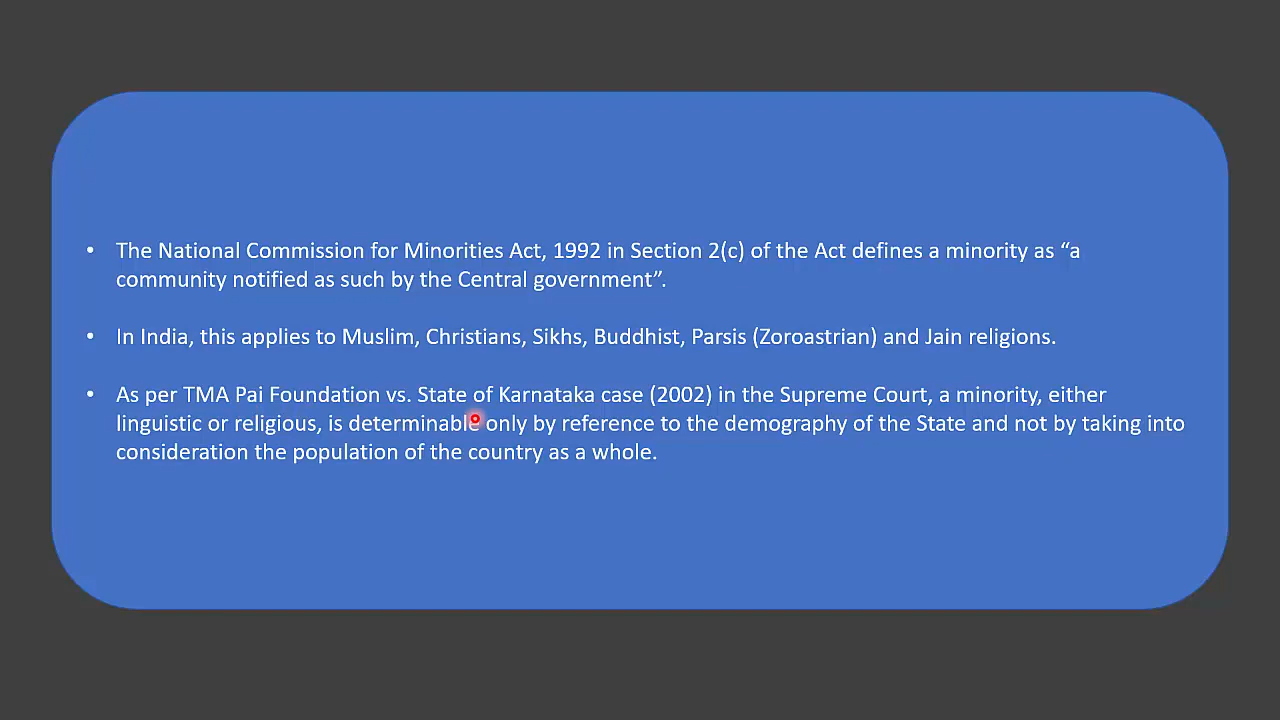 • The National Commission for Minorities Act, 1992 in Section 2(c) of the Act defines a minority as “a
community notified as such by the Central government”.
• In India, this applies to Muslim, Christians, Sikhs, Buddhist, Parsis (Zoroastrian) and Jain religions.
• As per TMA Pai Foundation vs. State of Karnataka case (2002) in the Supreme Court, a minority, either
linguistic or religious, is determinable only by reference to the demography of the State and not by taking into
consideration the population of the country as a whole.